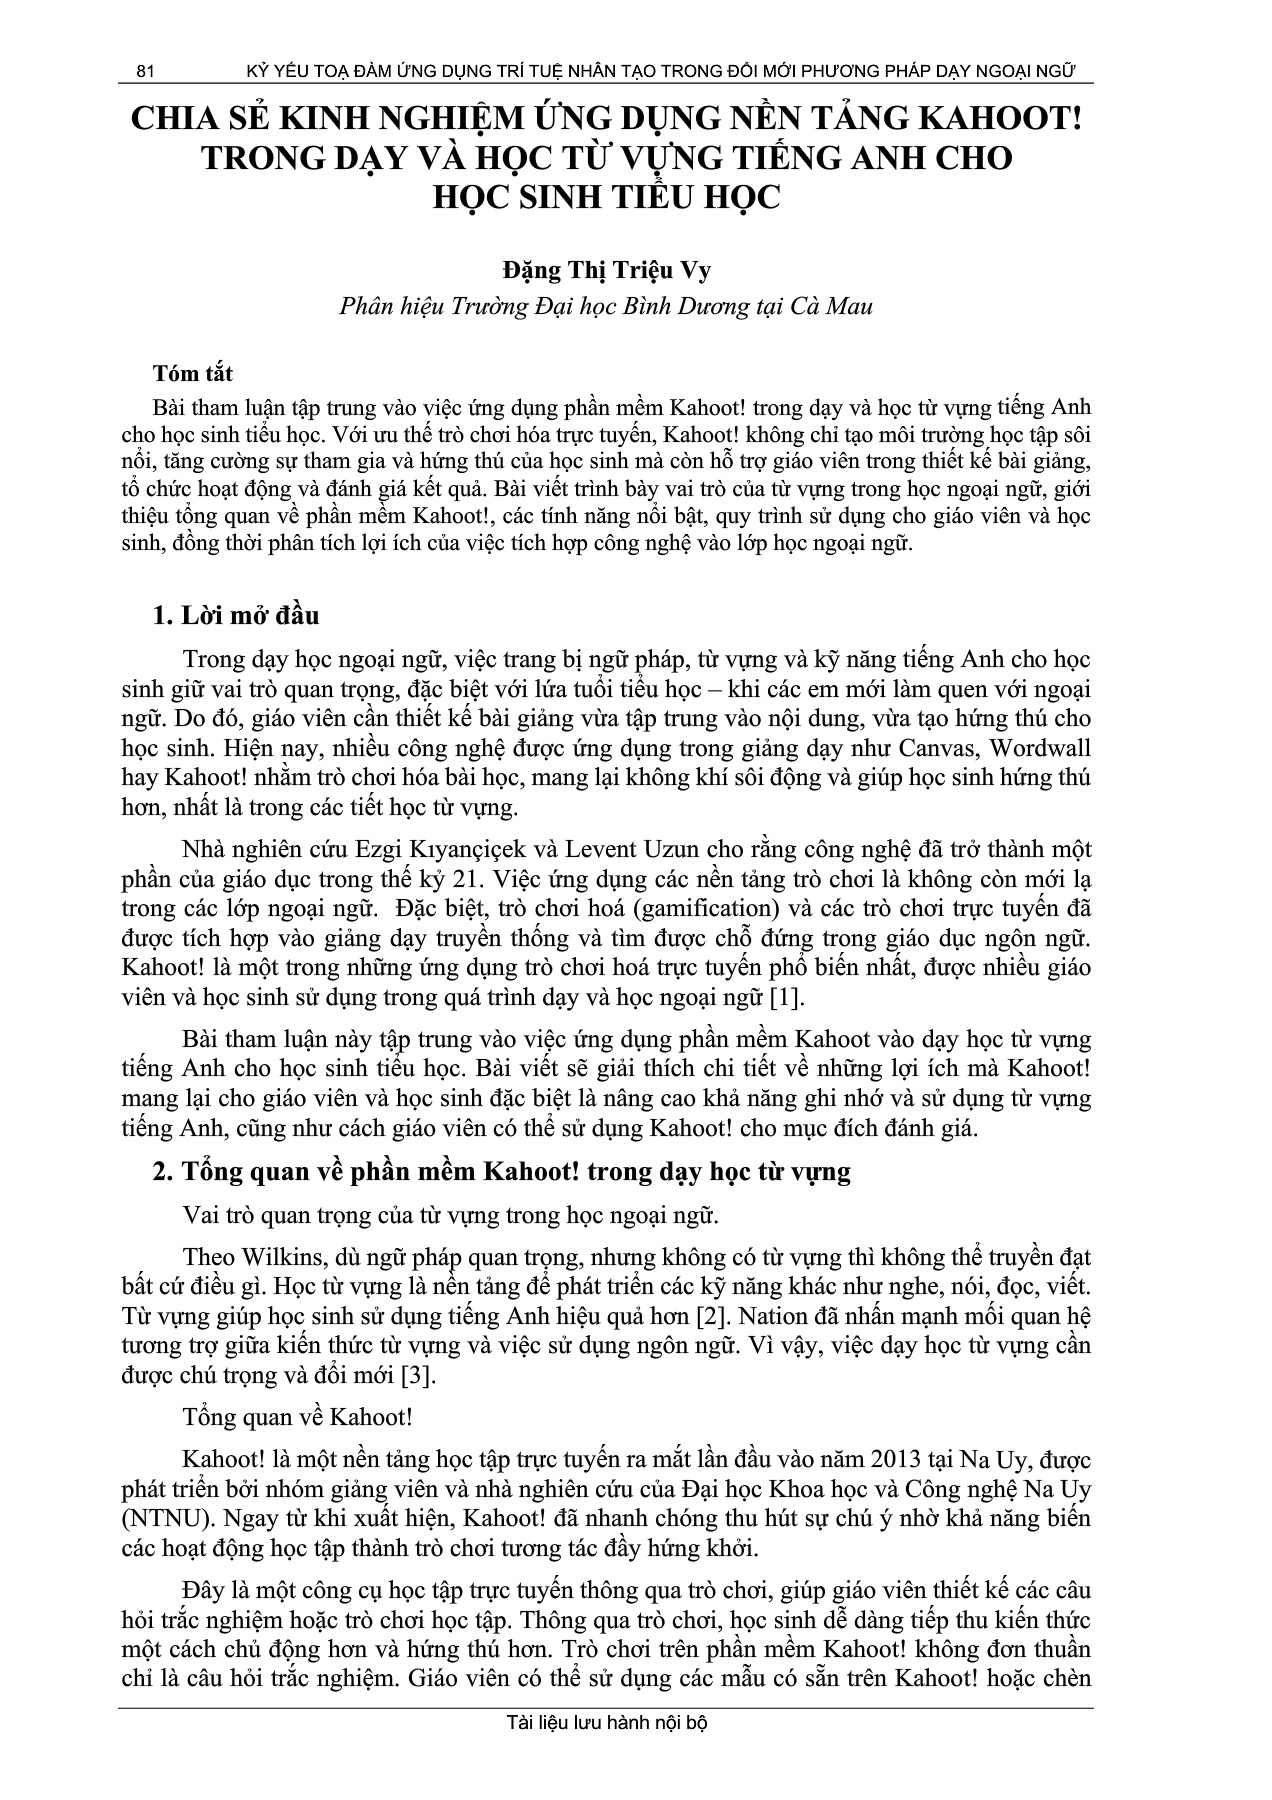 81 KỶ YẾU TOẠ ĐÀM ỨNG DỤNG TRÍ TUỆ NHÂN TẠO TRONG ĐỔI MỚI PHƯƠNG PHÁP DẠY NGOẠI NGỮ
CHIA SẺ KINH NGHIỆM ỨNG DỤNG NỀN TẢNG KAHOOT!
TRONG DẠY VÀ HỌC TỪ VỰNG TIẾNG ANH CHO
HỌC SINH TIỂU HỌC
Đặng Thị Triệu Vy
Phân hiệu Trường Đại học Bình Dương tại Cà Mau
Tóm tắt
Bài tham luận tập trung vào việc ứng dụng phần mềm Kahoot! trong dạy và học từ vựng tiếng Anh
cho học sinh tiểu học. Với ưu thế trò chơi hóa trực tuyến, Kahoot! không chỉ tạo môi trường học tập sôi
nổi, tăng cường sự tham gia và hứng thú của học sinh mà còn hỗ trợ giáo viên trong thiết kế bài giảng,
tổ chức hoạt động và đánh giá kết quả. Bài viết trình bày vai trò của từ vựng trong học ngoại ngữ, giới
thiệu tổng quan về phần mềm Kahoot!, các tính năng nổi bật, quy trình sử dụng cho giáo viên và học
sinh, đồng thời phân tích lợi ích của việc tích hợp công nghệ vào lớp học ngoại ngữ.
1. Lời mở đầu
Trong dạy học ngoại ngữ, việc trang bị ngữ pháp, từ vựng và kỹ năng tiếng Anh cho học
sinh giữ vai trò quan trọng, đặc biệt với lứa tuổi tiểu học – khi các em mới làm quen với ngoại
ngữ. Do đó, giáo viên cần thiết kế bài giảng vừa tập trung vào nội dung, vừa tạo hứng thú cho
học sinh. Hiện nay, nhiều công nghệ được ứng dụng trong giảng dạy như Canvas, Wordwall
hay Kahoot! nhằm trò chơi hóa bài học, mang lại không khí sôi động và giúp học sinh hứng thú
hơn, nhất là trong các tiết học từ vựng.
Nhà nghiên cứu Ezgi Kıyançiçek và Levent Uzun cho rằng công nghệ đã trở thành một
phần của giáo dục trong thế kỷ 21. Việc ứng dụng các nền tảng trò chơi là không còn mới lạ
trong các lớp ngoại ngữ. Đặc biệt, trò chơi hoá (gamification) và các trò chơi trực tuyến đã
được tích hợp vào giảng dạy truyền thống và tìm được chỗ đứng trong giáo dục ngôn ngữ.
Kahoot! là một trong những ứng dụng trò chơi hoá trực tuyến phổ biến nhất, được nhiều giáo
viên và học sinh sử dụng trong quá trình dạy và học ngoại ngữ [1].
Bài tham luận này tập trung vào việc ứng dụng phần mềm Kahoot vào dạy học từ vựng
tiếng Anh cho học sinh tiểu học. Bài viết sẽ giải thích chi tiết về những lợi ích mà Kahoot!
mang lại cho giáo viên và học sinh đặc biệt là nâng cao khả năng ghi nhớ và sử dụng từ vựng
tiếng Anh, cũng như cách giáo viên có thể sử dụng Kahoot! cho mục đích đánh giá.
2. Tổng quan về phần mềm Kahoot! trong dạy học từ vựng
Vai trò quan trọng của từ vựng trong học ngoại ngữ.
Theo Wilkins, dù ngữ pháp quan trọng, nhưng không có từ vựng thì không thể truyền đạt
bất cứ điều gì. Học từ vựng là nền tảng để phát triển các kỹ năng khác như nghe, nói, đọc, viết.
Từ vựng giúp học sinh sử dụng tiếng Anh hiệu quả hơn [2]. Nation đã nhấn mạnh mối quan hệ
tương trợ giữa kiến thức từ vựng và việc sử dụng ngôn ngữ. Vì vậy, việc dạy học từ vựng cần
được chú trọng và đổi mới [3].
Tổng quan về Kahoot!
Kahoot! là một nền tảng học tập trực tuyến ra mắt lần đầu vào năm 2013 tại Na Uy, được
phát triển bởi nhóm giảng viên và nhà nghiên cứu của Đại học Khoa học và Công nghệ Na Uy
(NTNU). Ngay từ khi xuất hiện, Kahoot! đã nhanh chóng thu hút sự chú ý nhờ khả năng biến
các hoạt động học tập thành trò chơi tương tác đầy hứng khởi.
Đây là một công cụ học tập trực tuyến thông qua trò chơi, giúp giáo viên thiết kế các câu
hỏi trắc nghiệm hoặc trò chơi học tập. Thông qua trò chơi, học sinh dễ dàng tiếp thu kiến thức
một cách chủ động hơn và hứng thú hơn. Trò chơi trên phần mềm Kahoot! không đơn thuần
chỉ là câu hỏi trắc nghiệm. Giáo viên có thể sử dụng các mẫu có sẵn trên Kahoot! hoặc chèn
Tài liệu lưu hành nội bộ